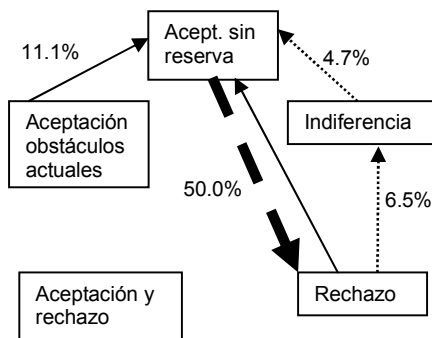 Acept. sin
reserva
11.1%
4.7%
Aceptación
obstáculos
actuales
Indiferencia
50.0%
6.5%
Aceptación y
rechazo
Rechazo